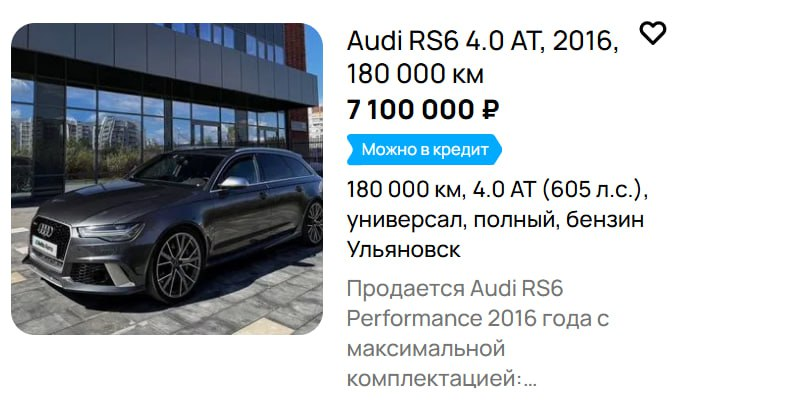 Audi RS6 4.0 AT, 2016,
180 000 км
7 100 000 ₽
Можно в кредит
180 000 км, 4.0 AT (605 л.с.),
универсал, полный, бензин
Ульяновск
Продается Audi RS6
Performance 2016 года с
максимальной
комплектацией:...